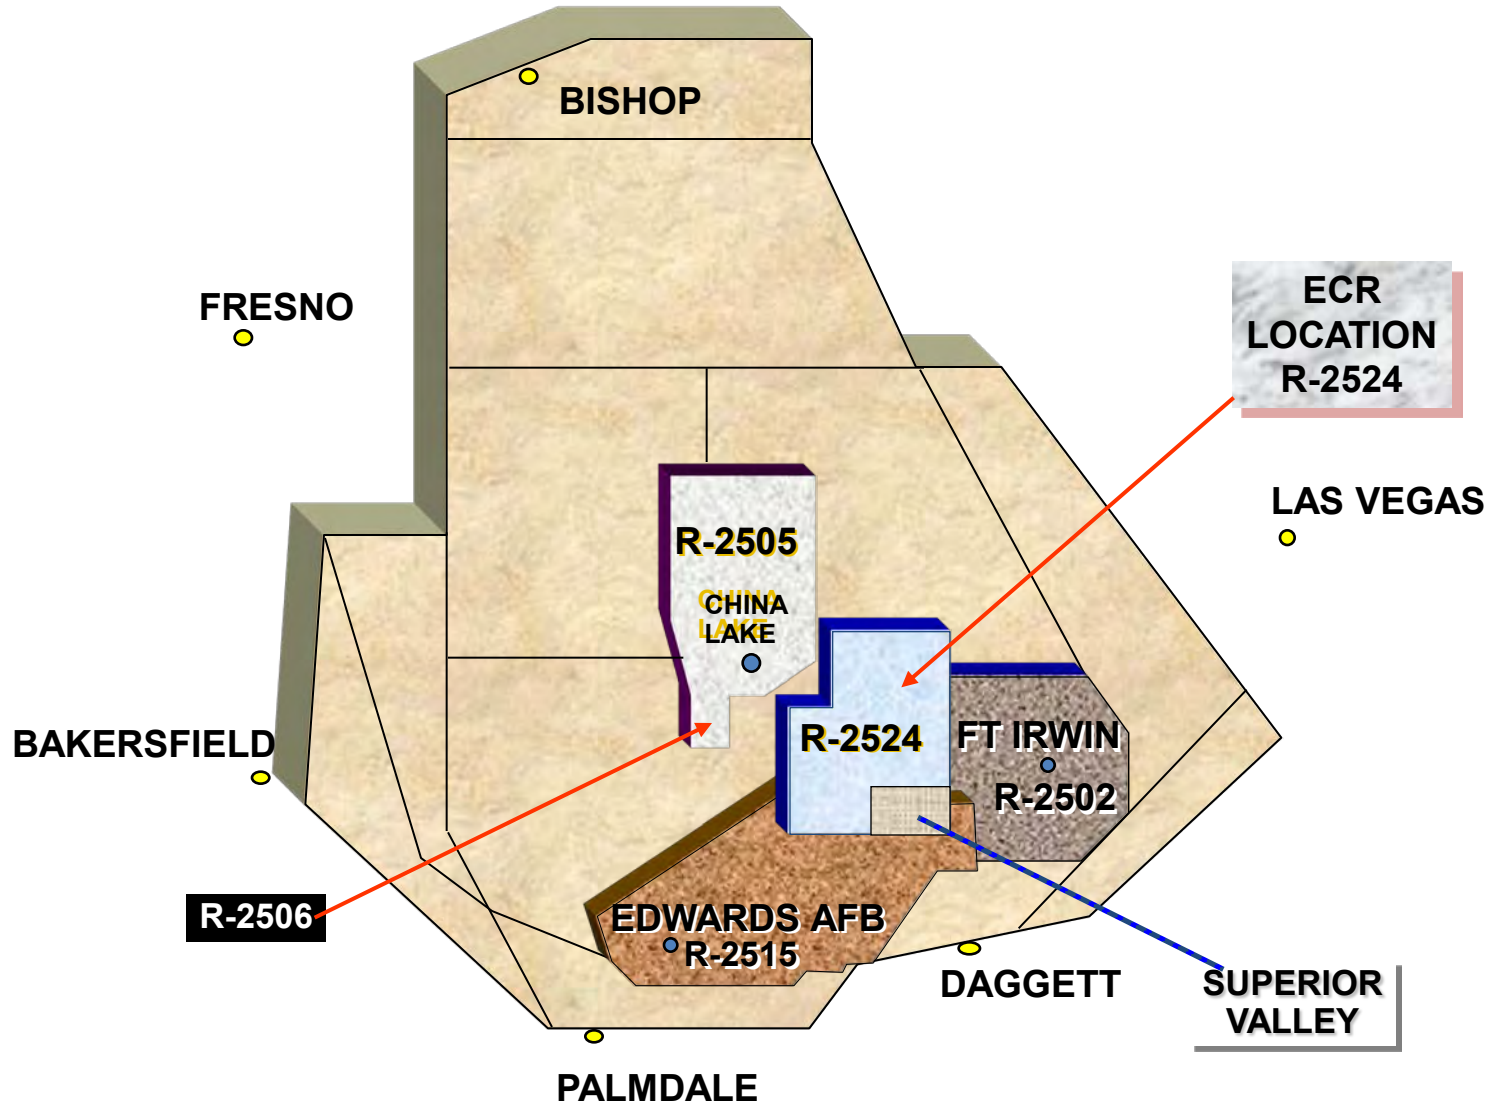 BISHOP
FRESNO
ECR
LOCATION
R-2524
LAS VEGAS
R-2505
CHINA
LAKE
R-2524
FT IRWIN
R-2502
BAKERSFIELD
R-2506
EDWARDS AFB
R-2515
DAGGETT
SUPERIOR
VALLEY
PALMDALE